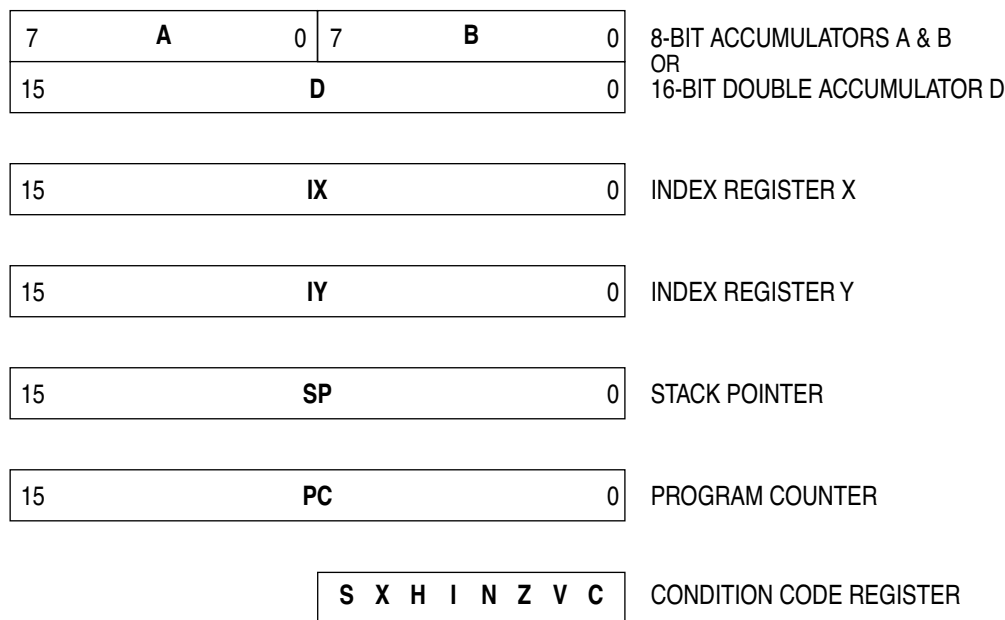 7 A 0 7 B 0 8-BIT ACCUMULATORS A & B
OR
15 D 0 16-BIT DOUBLE ACCUMULATOR D
15 IX 0 INDEX REGISTER X
15 IY 0 INDEX REGISTER Y
15 SP 0 STACK POINTER
15 PC 0 PROGRAM COUNTER
S X H I N Z V C CONDITION CODE REGISTER